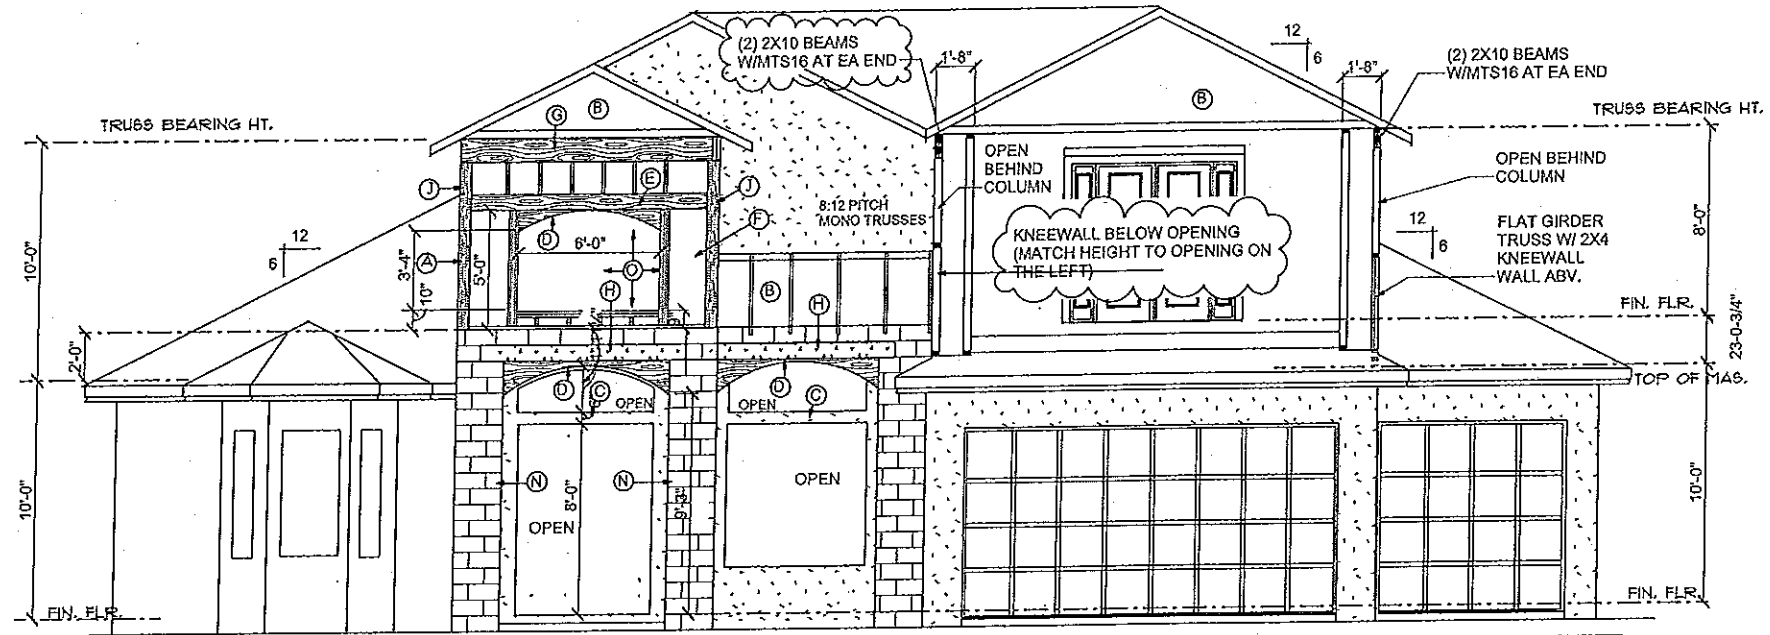 (2) 2X10 BEAMS
W/MTS16 AT EA END
1'-8"
12
6
1'-8"
(2) 2X10 BEAMS
W/MTS16 AT EA END
TRUSS BEARING HT.
TRUSS BEARING HT.
B
G
B
J
E
J
F
OPEN
BEHIND
COLUMN
OPEN BEHIND
COLUMN
8:12 PITCH
MONO TRUSSES
KNEEWALL BELOW OPENING
(MATCH HEIGHT TO OPENING ON
THE LEFT)
FLAT GIRDER
TRUSS W/ 2X4
KNEEWALL
WALL ABV.
12
6
12
6
10'-0"
A
3'-4"
10"
5'-0"
D
6'-0"
O
H
B
H
8'-0"
FIN. FLR.
23-0-3/4"
2'-0"
TOP OF MAS.
D
C
OPEN
D
OPEN
C
10'-0"
N
N
8'-0"
9'-3"
OPEN
OPEN
10'-0"
FIN. FLR.
FIN. FLR.